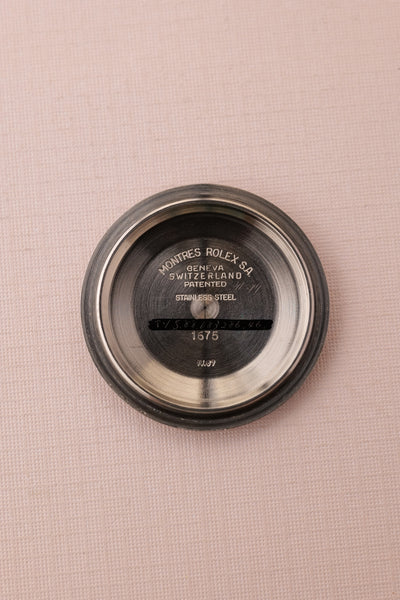 MONTRES ROLEX S.A.
GENEVA
SWITZERLAND
PATENTED
STAINLESS STEEL
1675